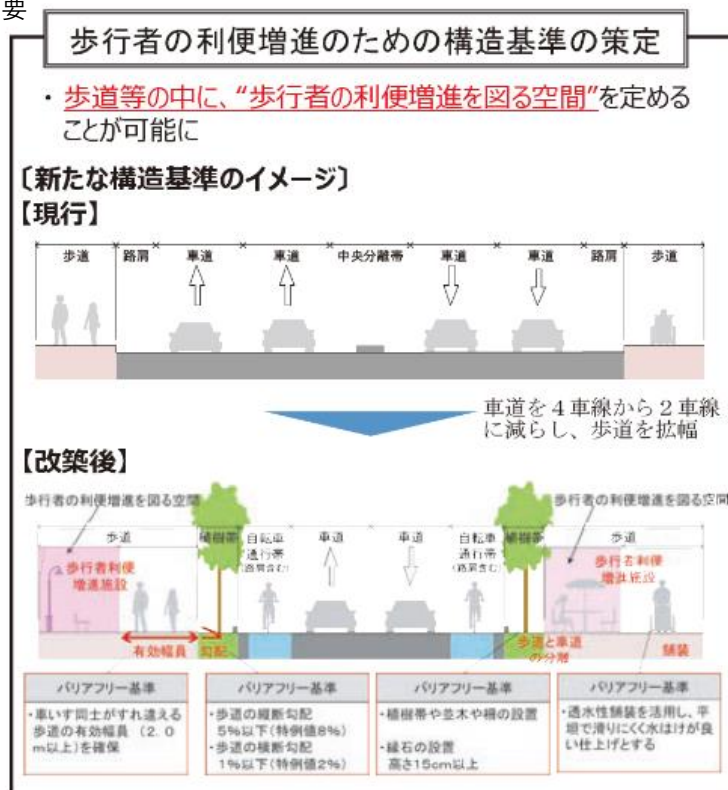 要
歩行者の利便増進のための構造基準の策定
・歩道等の中に、“歩行者の利便増進を図る空間”を定める
ことが可能に
〔新たな構造基準のイメージ〕
【現行】
歩道 路肩 車道 車道 中央分離帯 車道 車道 路肩 歩道
車道を4車線から2車線
に減らし、歩道を拡幅
【改築後】
歩行者の利便増進を図る空間 歩行者の利便増進を図る空間
歩道 植樹帯 自転車 車道 車道 自転車 植樹帯 歩道
通行帯 通行帯
(路肩含む) (路肩含む)
歩行者利便
増進施設
歩行者利便
増進施設
有効幅員 勾配
歩道と車道
の分離
舗装
バリアフリー基準
・車いす同士がすれ違える
歩道の有効幅員 (2.0
m以上)を確保
バリアフリー基準
・歩道の縦断勾配
5%以下(特例値8%)
・歩道の横断勾配
1%以下(特例値2%)
バリアフリー基準
・植樹帯や並木や柵の設置
・縁石の設置
高さ15cm以上
バリアフリー基準
・透水性舗装を活用し、平
坦で滑りにくく水はけが良
い仕上げとする